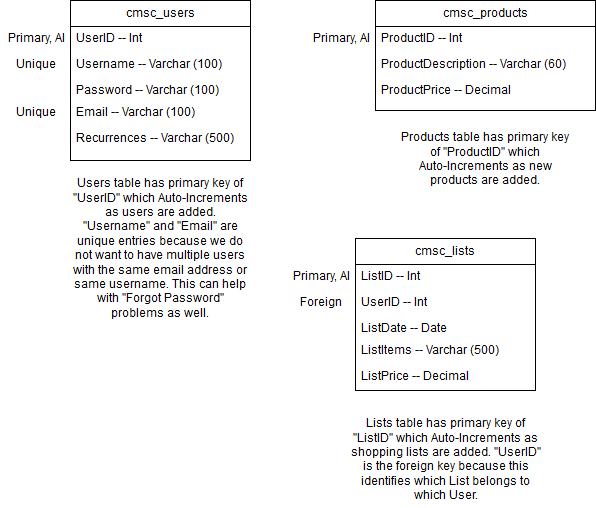 cmsc_users
Primary, AI UserID -- Int
Unique Username -- Varchar (100)
Password -- Varchar (100)
Unique Email -- Varchar (100)
Recurrences -- Varchar (500)
Users table has primary key of
"UserID" which Auto-Increments
as users are added.
"Username" and "Email" are
unique entries because we do
not want to have multiple users
with the same email address or
same username. This can help
with "Forgot Password"
problems as well.
cmsc_products
Primary, AI ProductID -- Int
ProductDescription -- Varchar (60)
ProductPrice -- Decimal
Products table has primary key
of "ProductID" which
Auto-Increments as new
products are added.
cmsc_lists
Primary, AI ListID -- Int
Foreign UserID -- Int
ListDate -- Date
ListItems -- Varchar (500)
ListPrice -- Decimal
Lists table has primary key of
"ListID" which Auto-Increments as
shopping lists are added. "UserID"
is the foreign key because this
identifies which List belongs to
which User.